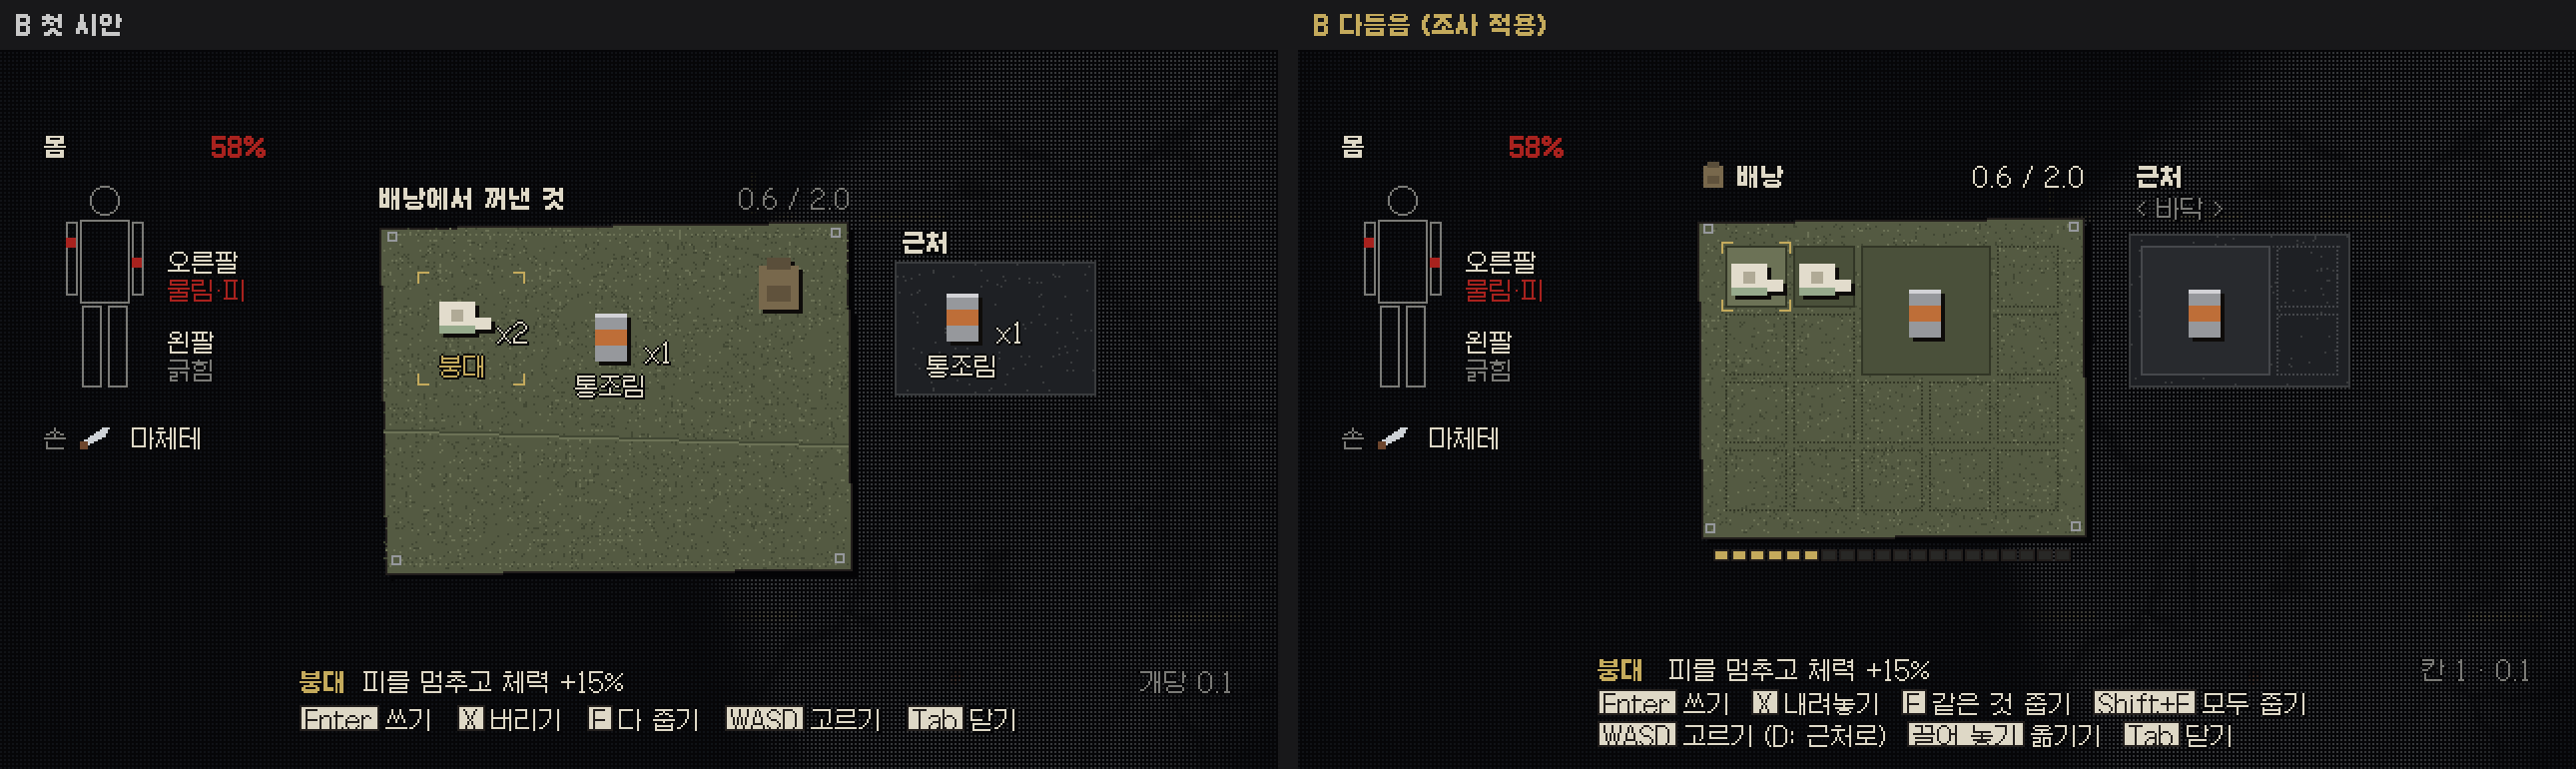 B 첫 시안
몸 58%
배낭에서 꺼낸 것 0.6 / 2.0
근처
오른팔
물림·피
x2
붕대
x1
통조림
x1
통조림
왼팔
긁힘
손 마체테
붕대 피를 멈추고 체력 +15% 개당 0.1
Enter 쓰기 X 버리기 F 다 줍기 WASD 고르기 Tab 닫기
B 다듬음 (조사 적용)
몸 58%
배낭 0.6 / 2.0
근처
< 바닥 >
오른팔
물림·피
왼팔
긁힘
손 마체테
붕대 피를 멈추고 체력 +15% 칸 1 · 0.1
Enter 쓰기 X 내려놓기 F 같은 것 줍기 Shift+F 모두 줍기
WASD 고르기 (D: 근처로) 끌어 놓기 옮기기 Tab 닫기